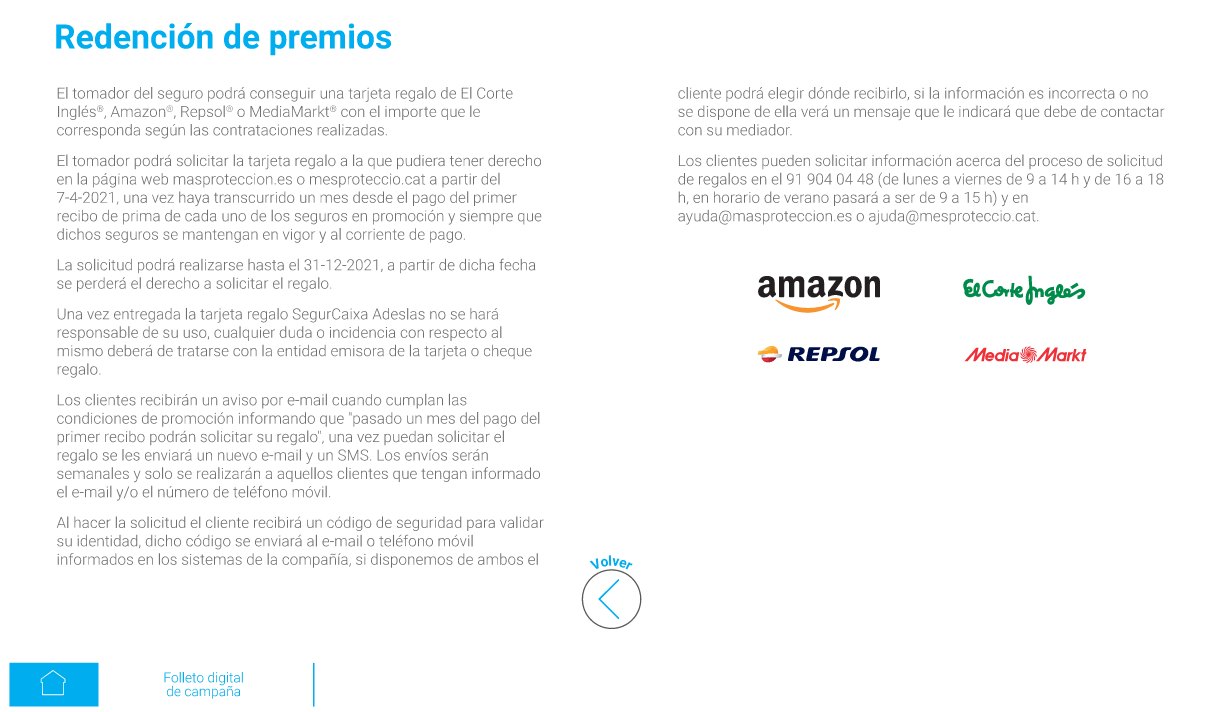 Redención de premios
El tomador del seguro podrá conseguir una tarjeta regalo de El Corte
Inglés®, Amazon®, Repsol® o MediaMarkt® con el importe que le
corresponda según las contrataciones realizadas.
El tomador podrá solicitar la tarjeta regalo a la que pudiera tener derecho
en la página web masproteccion.es o mesproteccio.cat a partir del
7-4-2021, una vez haya transcurrido un mes desde el pago del primer
recibo de prima de cada uno de los seguros en promoción y siempre que
dichos seguros se mantengan en vigor y al corriente de pago.
La solicitud podrá realizarse hasta el 31-12-2021, a partir de dicha fecha
se perderá el derecho a solicitar el regalo.
Una vez entregada la tarjeta regalo SegurCaixa Adeslas no se hará
responsable de su uso, cualquier duda o incidencia con respecto al
mismo deberá de tratarse con la entidad emisora de la tarjeta o cheque
regalo.
Los clientes recibirán un aviso por e-mail cuando cumplan las
condiciones de promoción informando que "pasado un mes del pago del
primer recibo podrán solicitar su regalo", una vez puedan solicitar el
regalo se les enviará un nuevo e-mail y un SMS. Los envíos serán
semanales y solo se realizarán a aquellos clientes que tengan informado
el e-mail y/o el número de teléfono móvil.
Al hacer la solicitud el cliente recibirá un código de seguridad para validar
su identidad, dicho código se enviará al e-mail o teléfono móvil
informados en los sistemas de la compañía, si disponemos de ambos el
cliente podrá elegir dónde recibirlo, si la información es incorrecta o no
se dispone de ella verá un mensaje que le indicará que debe de contactar
con su mediador.
Los clientes pueden solicitar información acerca del proceso de solicitud
de regalos en el 91 904 04 48 (de lunes a viernes de 9 a 14 h y de 16 a 18
h, en horario de verano pasará a ser de 9 a 15 h) y en
ayuda@masproteccion.es o ajuda@mesproteccio.cat.
amazon
El Corte Inglés
REPSOL
Media Markt
Volver
Folleto digital
de campaña